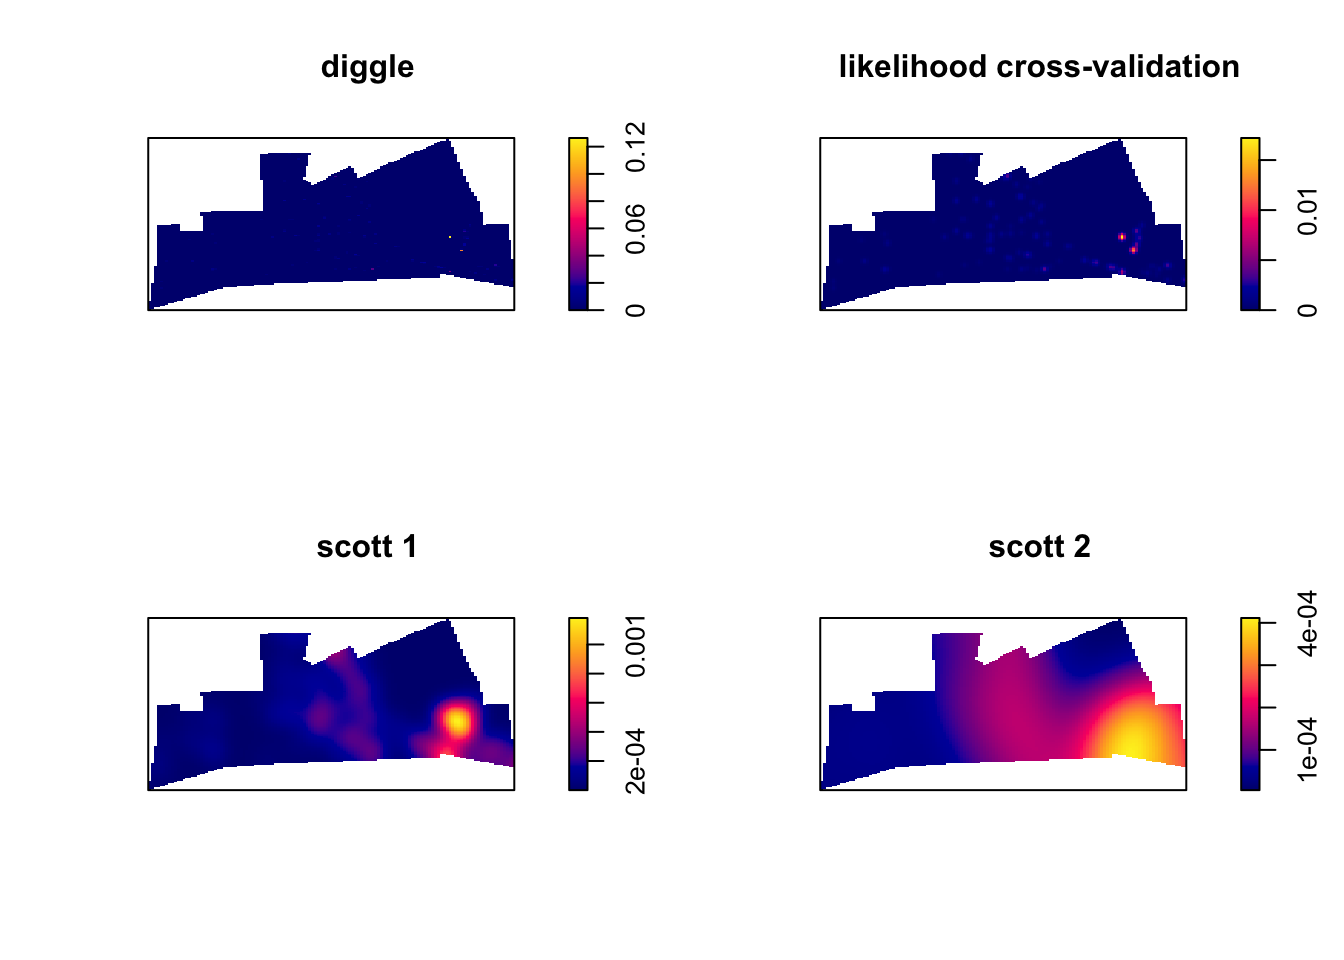 diggle
0.12
0.06
0
likelihood cross-validation
0.01
0
scott 1
0.001
2e-04
scott 2
4e-04
1e-04